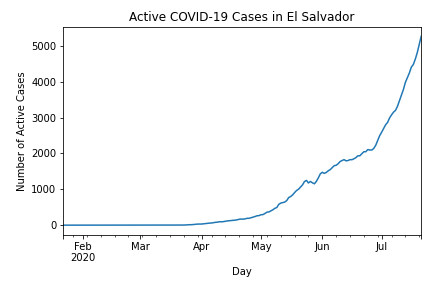 Active COVID-19 Cases in El Salvador
Number of Active Cases
5000
4000
3000
2000
1000
0
Feb Mar Apr May Jun Jul
2020
Day